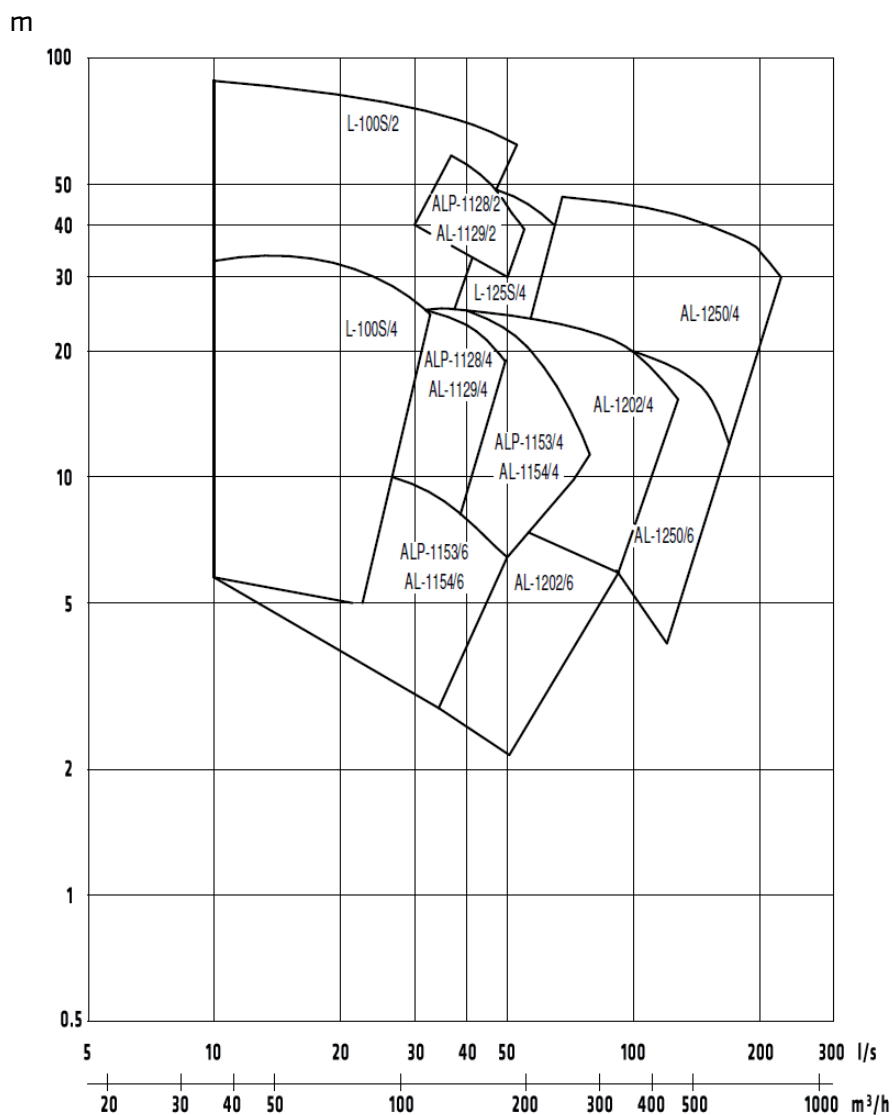 m
100
L-100S/2
50
ALP-1128/2
40
AL-1129/2
30
L-125S/4
AL-1250/4
L-100S/4
20
ALP-1128/4
AL-1129/4
AL-1202/4
ALP-1153/4
10
AL-1154/4
AL-1250/6
ALP-1153/6
AL-1154/6
AL-1202/6
5
2
1
0.5
5 10 20 30 40 50 100 200 300 l/s
20 30 40 50 100 200 300 400 500 1000 m³/h